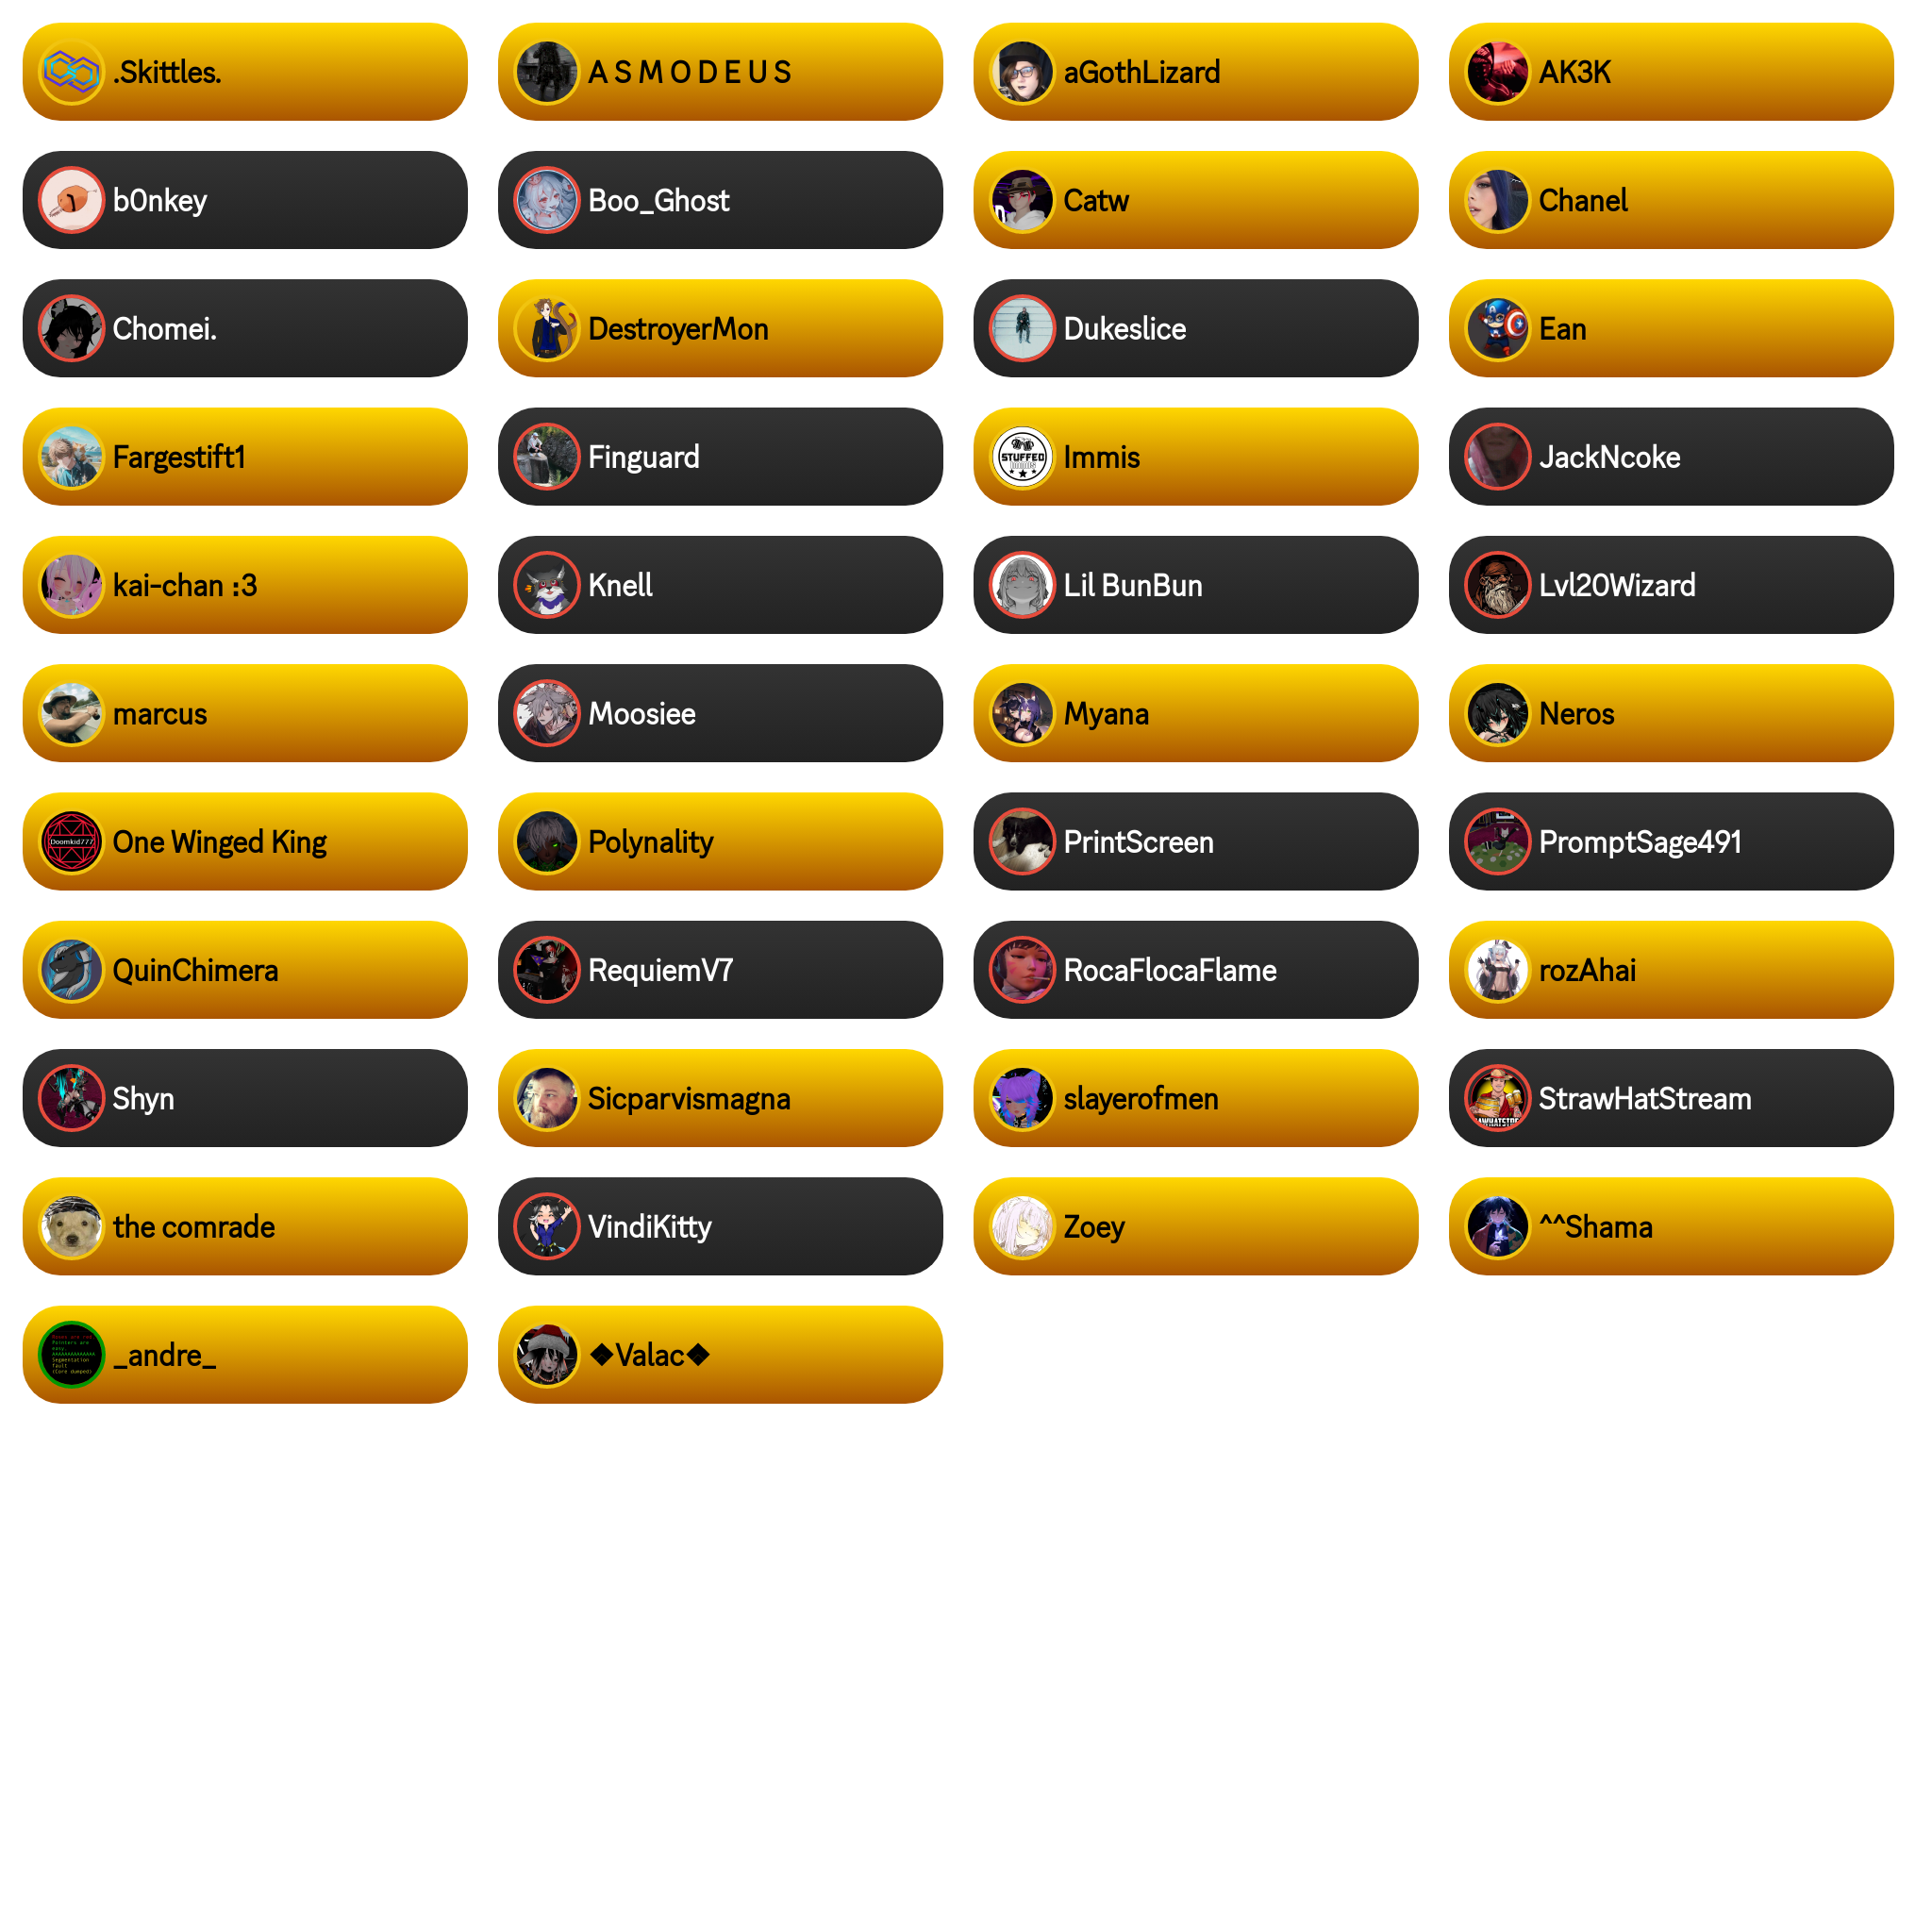 .Skittles.
A S M O D E U S
aGothLizard
AK3K
b0nkey
Boo_Ghost
Catw
Chanel
Chomei.
DestroyerMon
Dukeslice
Ean
Fargestift1
Finguard
STUFFED
Immis
JackNcoke
kai-chan :3
Knell
Lil BunBun
Lvl20Wizard
marcus
Moosiee
Myana
Neros
Doomkid777
One Winged King
Polynality
PrintScreen
PromptSage491
QuinChimera
RequiemV7
RocaFlocaFlame
rozAhai
Shyn
Sicparvismagna
slayerofmen
StrawHatStream
the comrade
VindiKitty
Zoey
^^Shama
_andre_
❖Valac❖